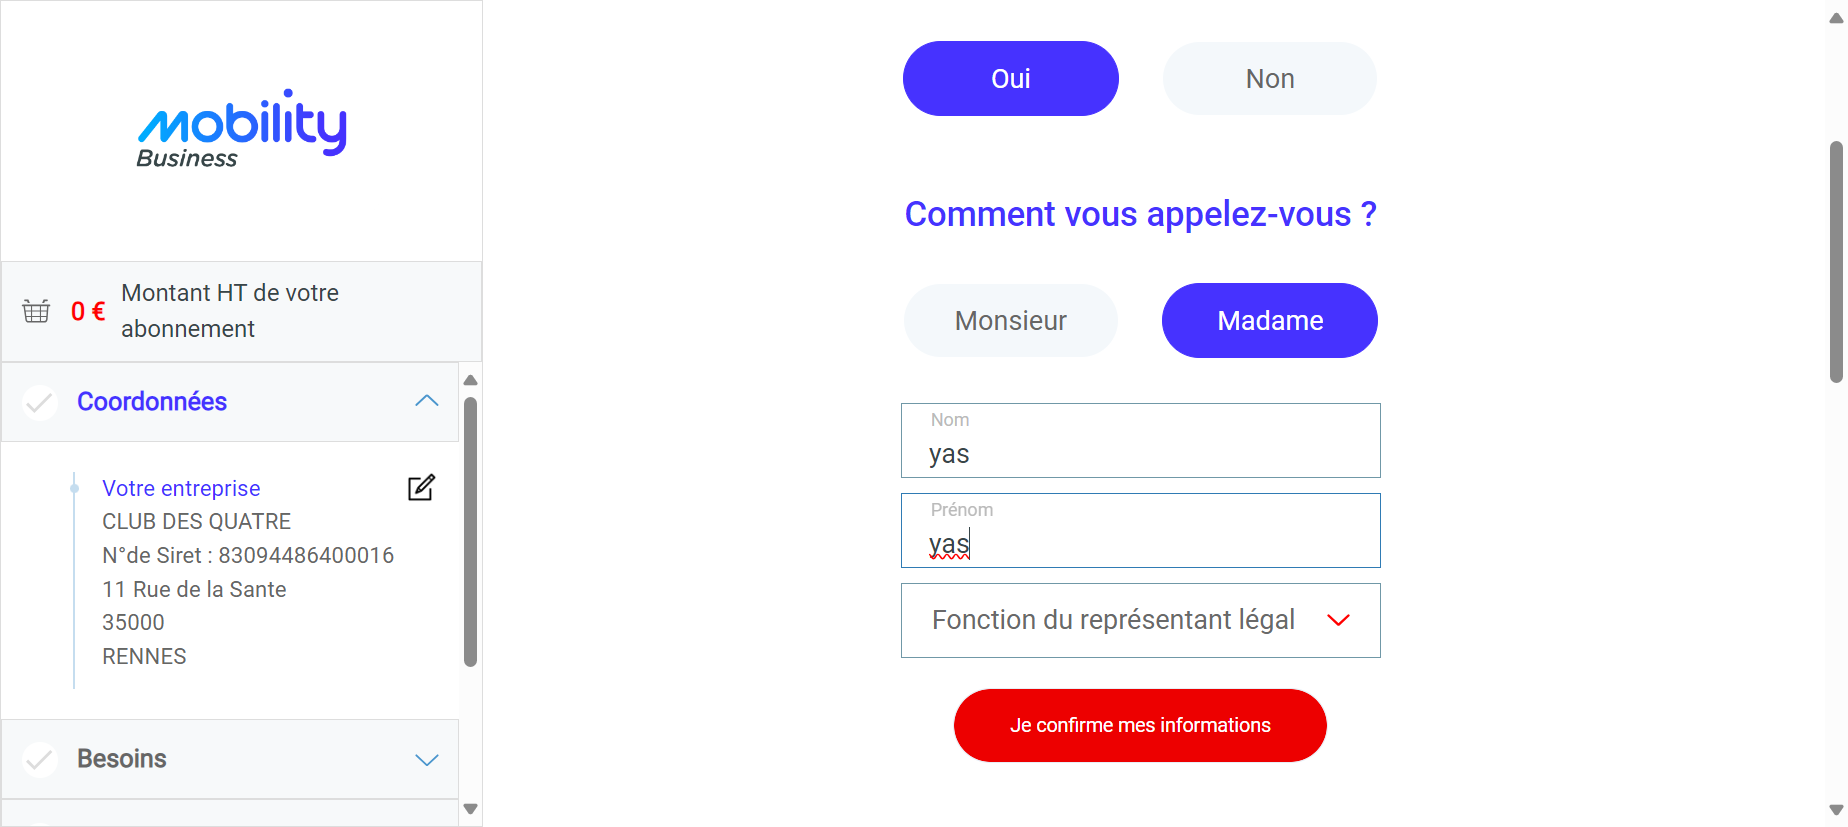 mobility
Business
0 €
Montant HT de votre
abonnement
Coordonnées
Votre entreprise
CLUB DES QUATRE
N°de Siret : 83094486400016
11 Rue de la Sante
35000
RENNES
Besoins
Oui
Non
Comment vous appelez-vous ?
Monsieur
Madame
Nom
yas
Prénom
yas
Fonction du représentant légal
Je confirme mes informations